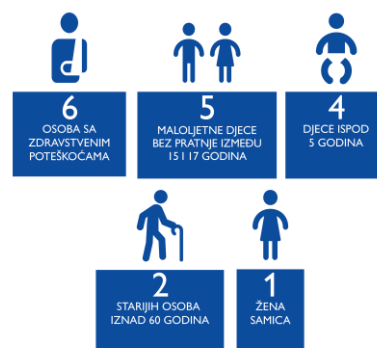 6
OSOBA SA
ZDRAVSTVENIM
POTEŠKOĆAMA
5
MALOLJETNE DJECE
BEZ PRATNJE IZMEĐU
15 I 17 GODINA
4
DJECE ISPOD
5 GODINA
2
STARIJIH OSOBA
IZNAD 60 GODINA
1
ŽENA
SAMICA